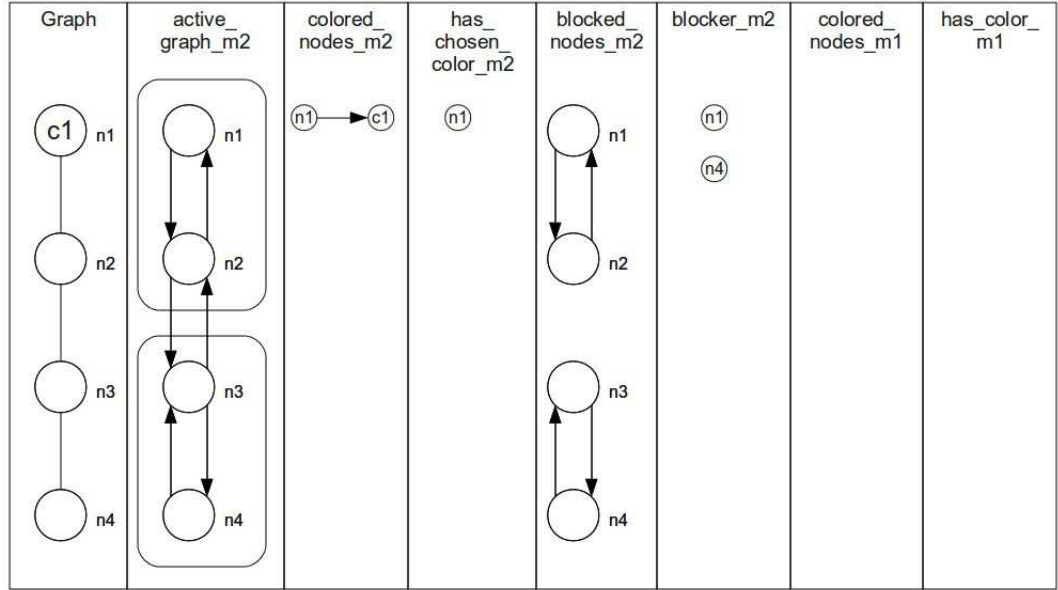 Graph
active_
graph_m2
colored_
nodes_m2
has_
chosen_
color_m2
blocked_
nodes_m2
blocker_m2
colored_
nodes_m1
has_color_
m1
c1 n1
n2
n3
n4
n1
n2
n3
n4
n1 c1
n1
n1
n2
n3
n4
n1
n4